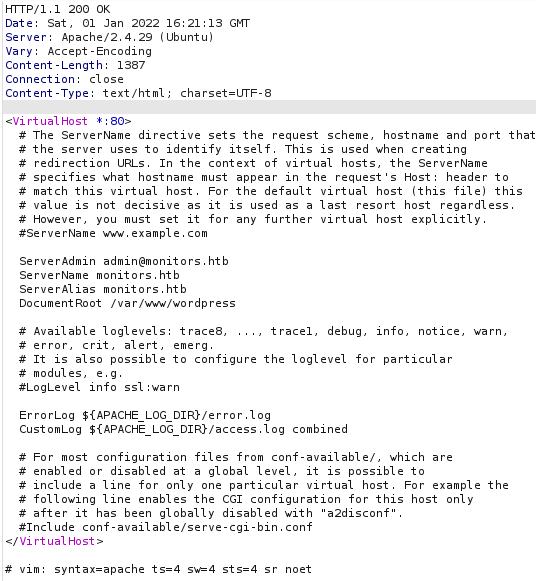 HTTP/1.1 200 OK
Date: Sat, 01 Jan 2022 16:21:13 GMT
Server: Apache/2.4.29 (Ubuntu)
Vary: Accept-Encoding
Content-Length: 1387
Connection: close
Content-Type: text/html; charset=UTF-8
<VirtualHost *:80>
# The ServerName directive sets the request scheme, hostname and port that
# the server uses to identify itself. This is used when creating
# redirection URLs. In the context of virtual hosts, the ServerName
# specifies what hostname must appear in the request's Host: header to
# match this virtual host. For the default virtual host (this file) this
# value is not decisive as it is used as a last resort host regardless.
# However, you must set it for any further virtual host explicitly.
#ServerName www.example.com
ServerAdmin admin@monitors.htb
ServerName monitors.htb
ServerAlias monitors.htb
DocumentRoot /var/www/wordpress
# Available loglevels: trace8, ..., trace1, debug, info, notice, warn,
# error, crit, alert, emerg.
# It is also possible to configure the loglevel for particular
# modules, e.g.
#LogLevel info ssl:warn
ErrorLog ${APACHE_LOG_DIR}/error.log
CustomLog ${APACHE_LOG_DIR}/access.log combined
# For most configuration files from conf-available/, which are
# enabled or disabled at a global level, it is possible to
# include a line for only one particular virtual host. For example the
# following line enables the CGI configuration for this host only
# after it has been globally disabled with "a2disconf".
#Include conf-available/serve-cgi-bin.conf
</VirtualHost>
# vim: syntax=apache ts=4 sw=4 sts=4 sr noet